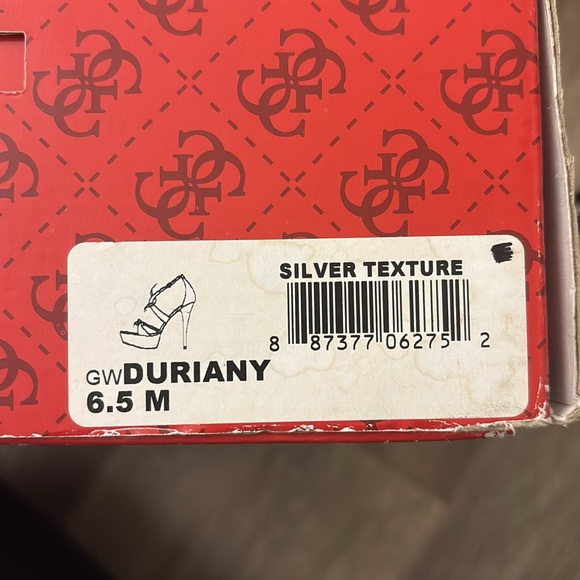 SILVER TEXTURE
8 87377 06275 2
GWDURIANY
6.5 M